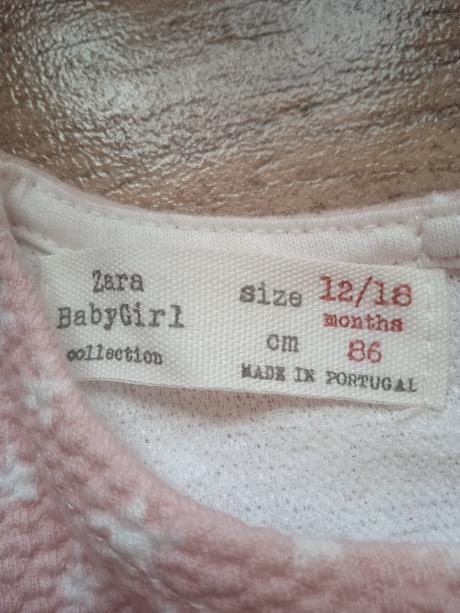 Zara
BabyGirl
collection
size 12/18
months
cm 86
MADE IN PORTUGAL